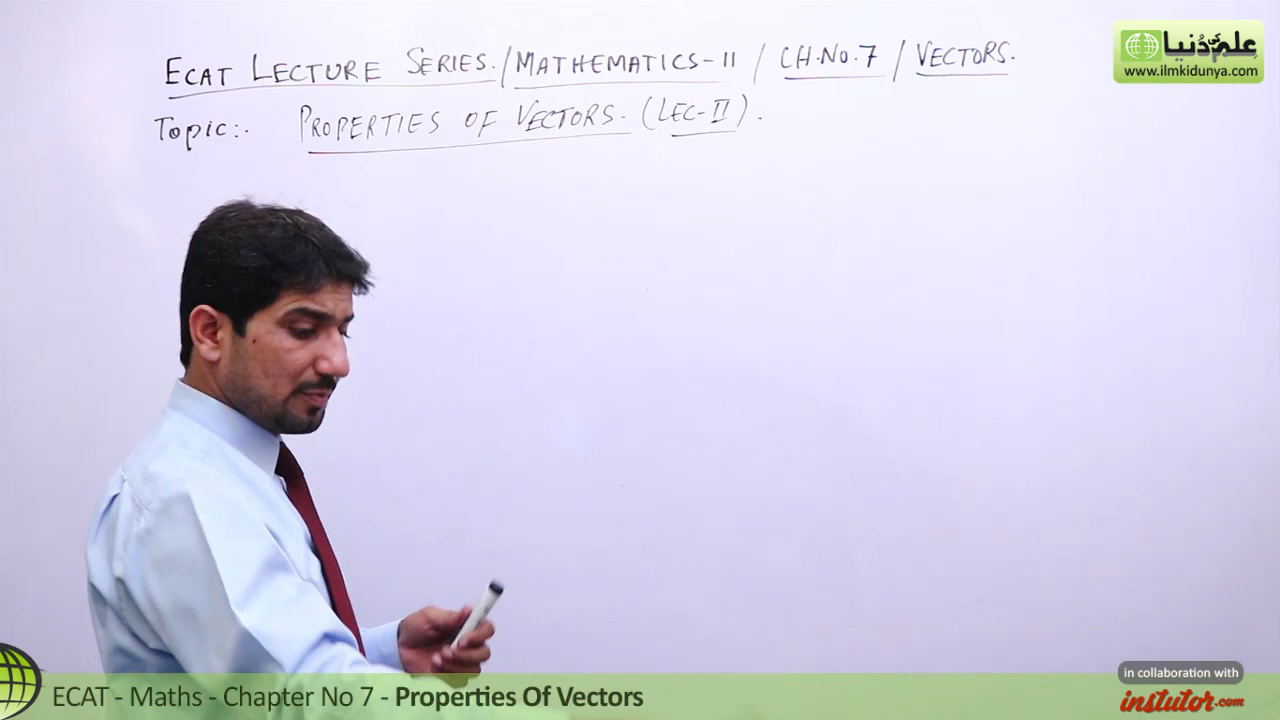 ECAT LECTURE SERIES. / MATHEMATICS-II / CH.NO.7 / VECTORS.
علم کی دُنیا
www.ilmkidunya.com
Topic:. PROPERTIES OF VECTORS. (LEC-II).
in collaboration with
instutor.com
ECAT - Maths - Chapter No 7 - Properties Of Vectors